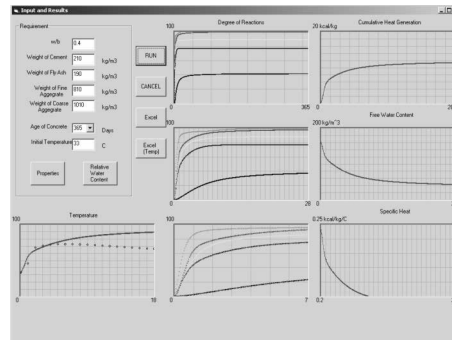 Input and Results
Requirement
w/b 0.4
Weight of Cement 210 kg/m3
Weight of Fly Ash 190 kg/m3
Weight of Fine Aggregrate 810 kg/m3
Weight of Coarse Aggregrate 1010 kg/m3
Age of Concrete 365 Days
Initial Temperature 33 C
Properties
Relative Water Content
RUN
CANCEL
Excel
Excel (Temp)
Degree of Reactions
100
0
365
Cumulative Heat Generation
20 kcal/kg
0
100
0
28
Free Water Content
200 kg/m^3
0
Temperature
100
0
18
100
0
7
Specific Heat
0.25 kcal/kg/C
0.2